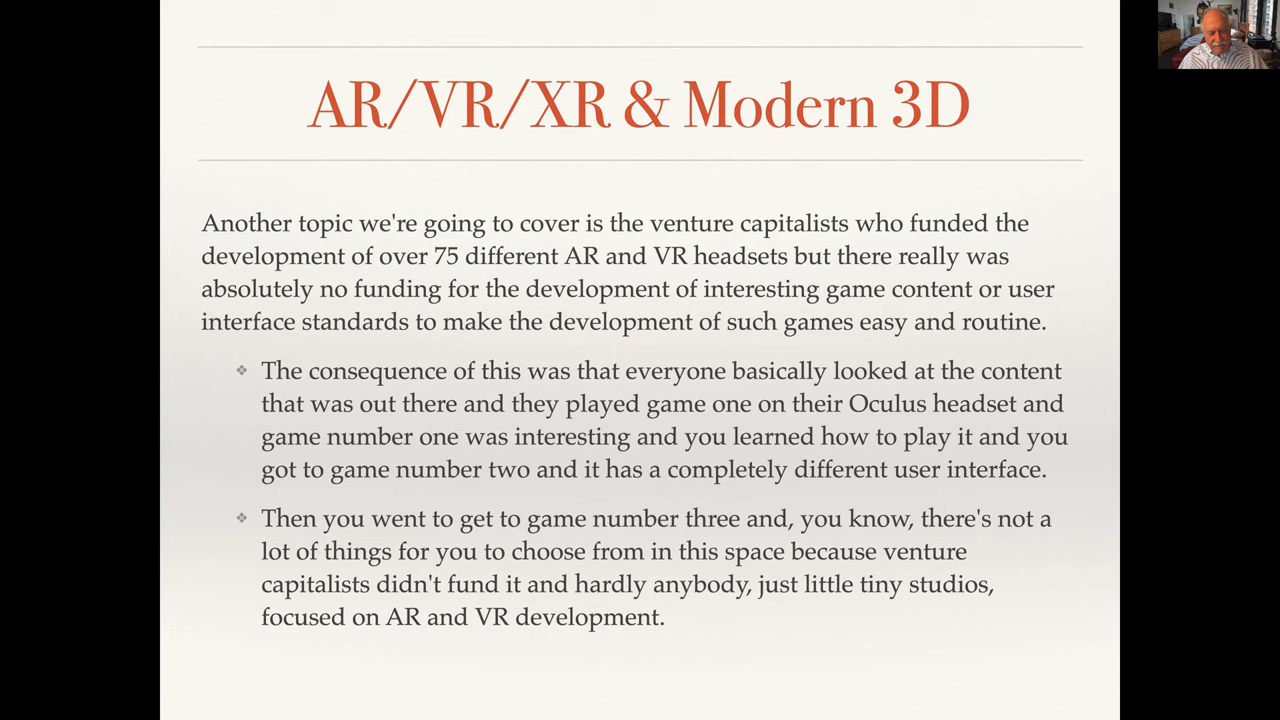 AR/VR/XR & Modern 3D
Another topic we're going to cover is the venture capitalists who funded the
development of over 75 different AR and VR headsets but there really was
absolutely no funding for the development of interesting game content or user
interface standards to make the development of such games easy and routine.
❖ The consequence of this was that everyone basically looked at the content
that was out there and they played game one on their Oculus headset and
game number one was interesting and you learned how to play it and you
got to game number two and it has a completely different user interface.
❖ Then you went to get to game number three and, you know, there's not a
lot of things for you to choose from in this space because venture
capitalists didn't fund it and hardly anybody, just little tiny studios,
focused on AR and VR development.